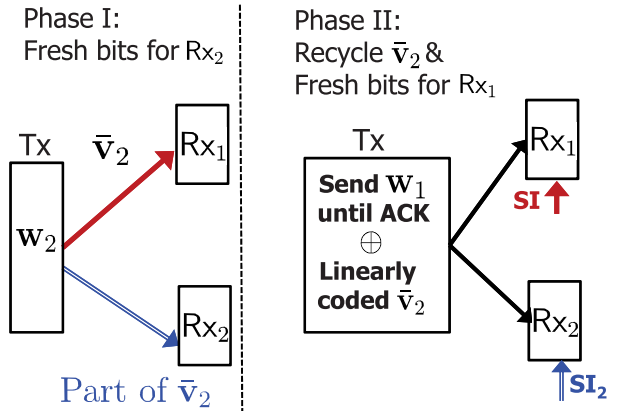 Phase I:
Fresh bits for Rx₂
Tx
v̄₂
Rx₁
w₂
Rx₂
Part of v̄₂
Phase II:
Recycle v̄₂ &
Fresh bits for Rx₁
Tx
Send w₁
until ACK
⊕
Linearly
coded v̄₂
Rx₁
SI
Rx₂
SI₂